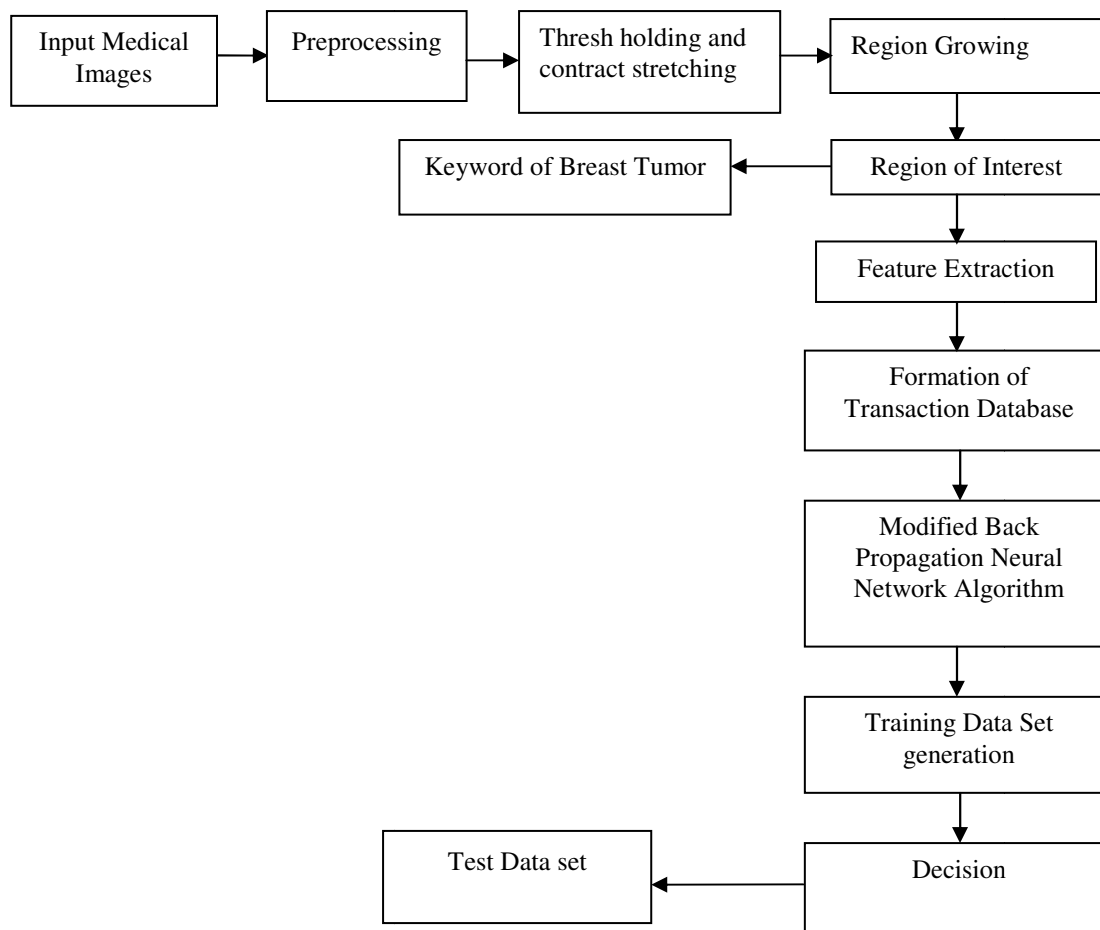 Input Medical
Images
Preprocessing
Thresh holding and
contract stretching
Region Growing
Keyword of Breast Tumor
Region of Interest
Feature Extraction
Formation of
Transaction Database
Modified Back
Propagation Neural
Network Algorithm
Training Data Set
generation
Test Data set
Decision